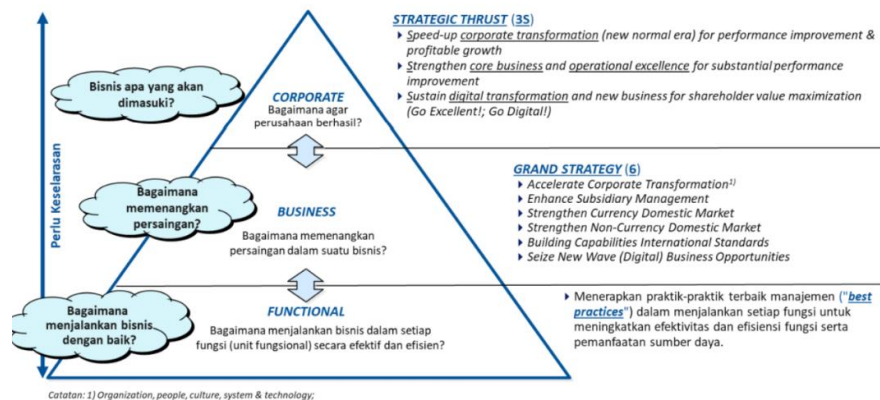 STRATEGIC THRUST (3S)
Speed-up corporate transformation (new normal era) for performance improvement &
profitable growth
Strengthen core business and operational excellence for substantial performance
improvement
Sustain digital transformation and new business for shareholder value maximization
(Go Excellent!; Go Digital!)
Bisnis apa yang akan
dimasuki?
CORPORATE
Bagaimana agar
perusahaan berhasil?
Perlu Keselarasan
GRAND STRATEGY (6)
Accelerate Corporate Transformation1)
Enhance Subsidiary Management
Strengthen Currency Domestic Market
Strengthen Non-Currency Domestic Market
Building Capabilities International Standards
Seize New Wave (Digital) Business Opportunities
Bagaimana
memenangkan
persaingan?
BUSINESS
Bagaimana memenangkan
persaingan dalam suatu bisnis?
Bagaimana
menjalankan bisnis
dengan baik?
FUNCTIONAL
Bagaimana menjalankan bisnis dalam setiap
fungsi (unit fungsional) secara efektif dan efisien?
Menerapkan praktik-praktik terbaik manajemen ("best
practices") dalam menjalankan setiap fungsi untuk
meningkatkan efektivitas dan efisiensi fungsi serta
pemanfaatan sumber daya.
Catatan: 1) Organization, people, culture, system & technology;